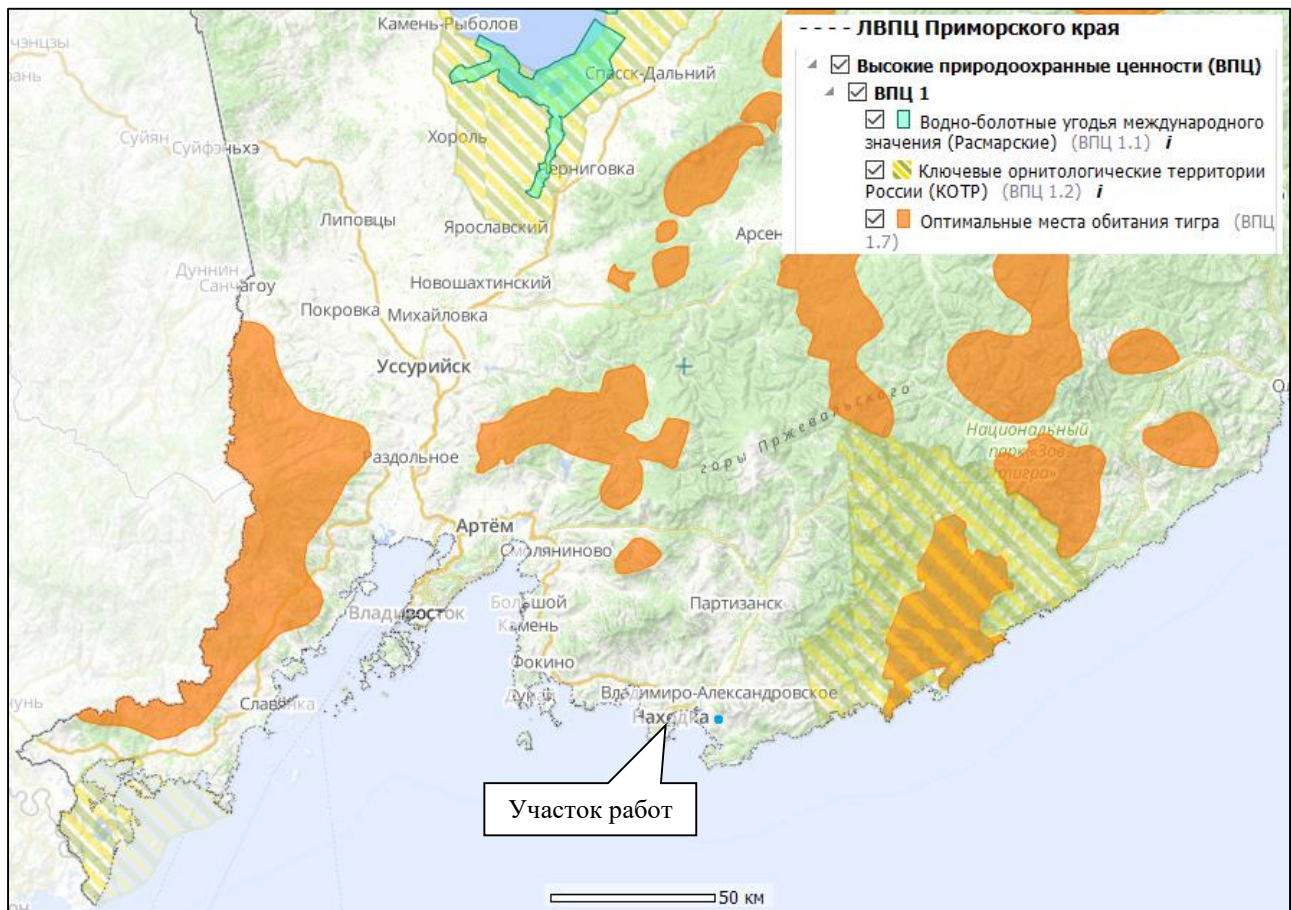 Камень-Рыболов
Спасск-Дальний
Хороль
Суйян
Суйфэньхэ
Липовцы
Ярославский
Дуннин
Санчагоу
Новошахтинский
Покровка
Михайловка
Уссурийск
горы Пржевальского
Национальный
парк «Зов
тигра»
Раздольное
Артём
Смоляниново
Владивосток
Большой
Камень
Партизанск
Фокино
Дунай
Владимиро-Александровское
Славянка
Находка
Участок работ
50 км
---- ЛВПЦ Приморского края
Высокие природоохранные ценности (ВПЦ)
ВПЦ 1
Водно-болотные угодья международного
значения (Расмарские) (ВПЦ 1.1) i
Ключевые орнитологические территории
России (КОТР) (ВПЦ 1.2) i
Оптимальные места обитания тигра (ВПЦ
1.7)